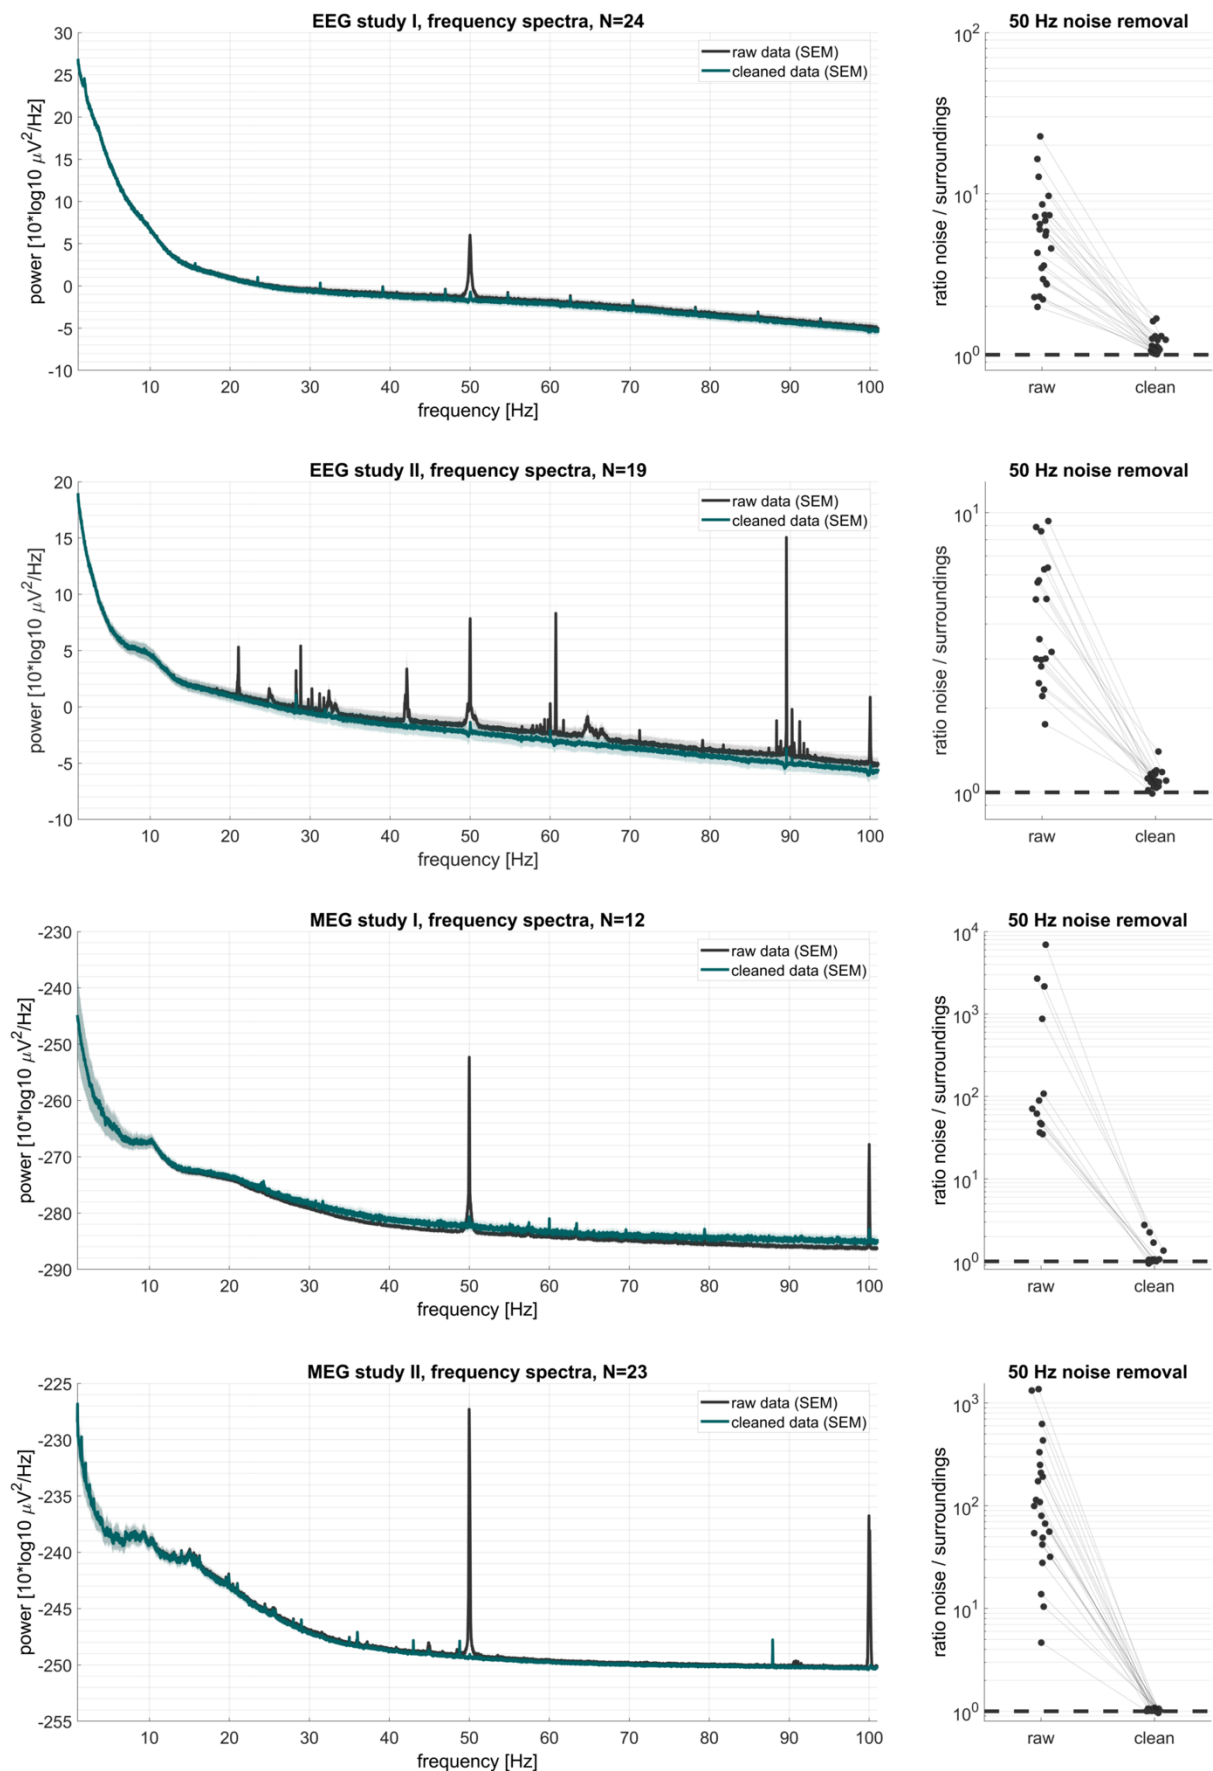 EEG study I, frequency spectra, N=24
50 Hz noise removal
30
25
20
15
10
5
0
-5
-10
power [10*log10 μV²/Hz]
raw data (SEM)
cleaned data (SEM)
10 20 30 40 50 60 70 80 90 100
frequency [Hz]
10²
10¹
10⁰
ratio noise / surroundings
raw clean
EEG study II, frequency spectra, N=19
50 Hz noise removal
20
15
10
5
0
-5
-10
power [10*log10 μV²/Hz]
raw data (SEM)
cleaned data (SEM)
10 20 30 40 50 60 70 80 90 100
frequency [Hz]
10¹
10⁰
ratio noise / surroundings
raw clean
MEG study I, frequency spectra, N=12
50 Hz noise removal
-230
-240
-250
-260
-270
-280
-290
power [10*log10 μV²/Hz]
raw data (SEM)
cleaned data (SEM)
10 20 30 40 50 60 70 80 90 100
frequency [Hz]
10⁴
10³
10²
10¹
10⁰
ratio noise / surroundings
raw clean
MEG study II, frequency spectra, N=23
50 Hz noise removal
-225
-230
-235
-240
-245
-250
-255
power [10*log10 μV²/Hz]
raw data (SEM)
cleaned data (SEM)
10 20 30 40 50 60 70 80 90 100
frequency [Hz]
10³
10²
10¹
10⁰
ratio noise / surroundings
raw clean